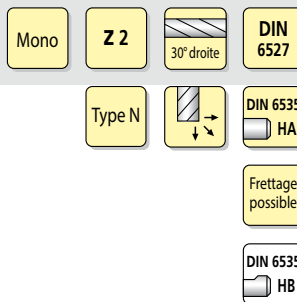 Mono
Z 2
30° droite
DIN
6527
Type N
DIN 6535
HA
Frettage
possible
DIN 6535
HB